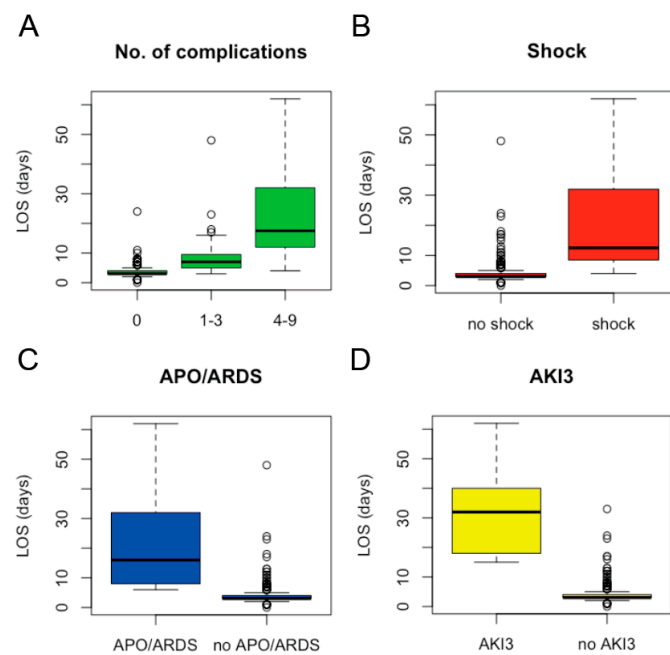 A
No. of complications
LOS (days)
50
30
10
0
0 1-3 4-9
B
Shock
LOS (days)
50
30
10
0
no shock shock
C
APO/ARDS
LOS (days)
50
30
10
0
APO/ARDS no APO/ARDS
D
AKI3
LOS (days)
50
30
10
0
AKI3 no AKI3